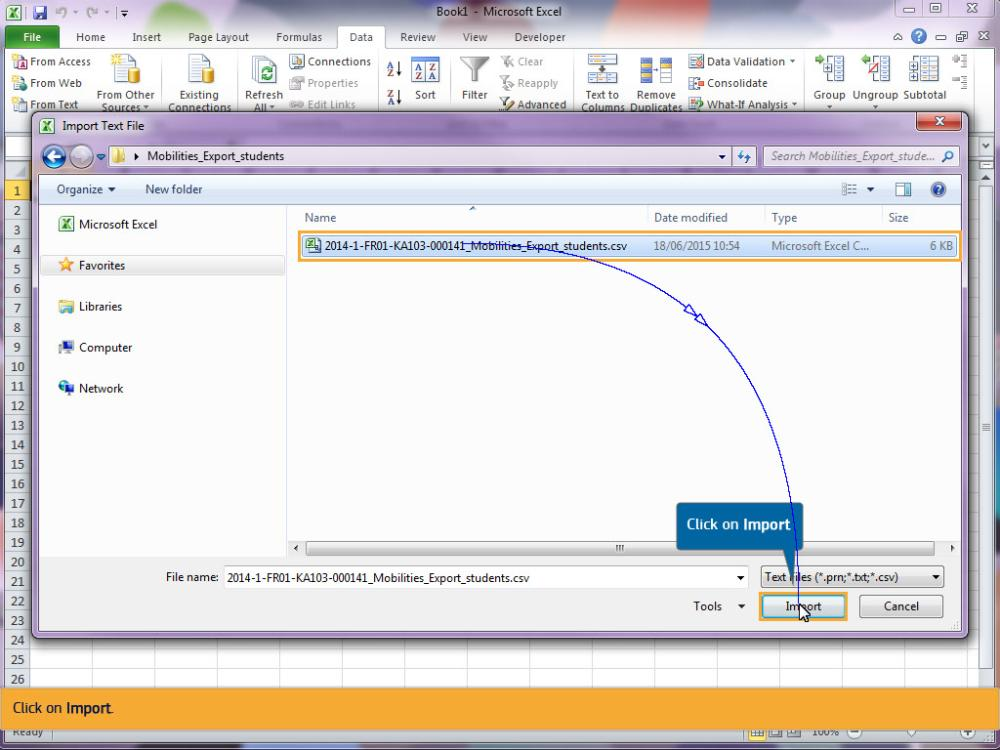 Book1 - Microsoft Excel
File Home Insert Page Layout Formulas Data Review View Developer
From Access
From Web
From Text
From Other Sources
Existing Connections
Refresh All
Connections
Properties
Edit Links
Sort
Filter
Clear
Reapply
Advanced
Text to Columns
Remove Duplicates
Data Validation
Consolidate
What-If Analysis
Group
Ungroup
Subtotal
Import Text File
Mobilities_Export_students
Search Mobilities_Export_stude...
Organize New folder
Microsoft Excel
Favorites
Libraries
Computer
Network
Name Date modified Type Size
2014-1-FR01-KA103-000141_Mobilities_Export_students.csv 18/06/2015 10:54 Microsoft Excel C... 6 KB
Click on Import
File name: 2014-1-FR01-KA103-000141_Mobilities_Export_students.csv Text Files (*.prn;*.txt;*.csv)
Tools Import Cancel
1
2
3
4
5
6
7
8
9
10
11
12
13
14
15
16
17
18
19
20
21
22
23
24
25
26
Click on Import.
Ready 100%